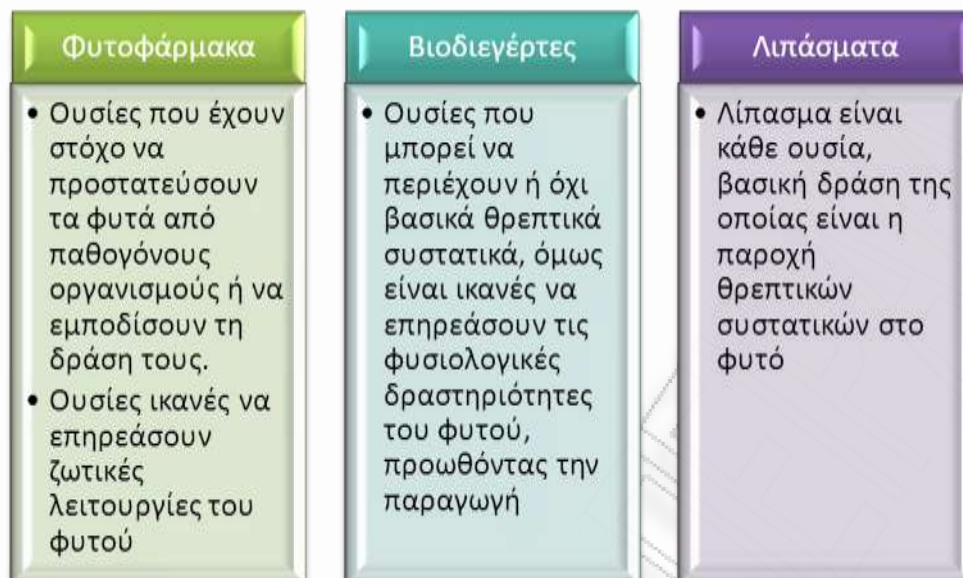 Φυτοφάρμακα
• Ουσίες που έχουν
στόχο να
προστατεύσουν
τα φυτά από
παθογόνους
οργανισμούς ή να
εμποδίσουν τη
δράση τους.
• Ουσίες ικανές να
επηρεάσουν
ζωτικές
λειτουργίες του
φυτού
Βιοδιεγέρτες
• Ουσίες που
μπορεί να
περιέχουν ή όχι
βασικά θρεπτικά
συστατικά, όμως
είναι ικανές να
επηρεάσουν τις
φυσιολογικές
δραστηριότητες
του φυτού,
προωθόντας την
παραγωγή
Λιπάσματα
• Λίπασμα είναι
κάθε ουσία,
βασική δράση της
οποίας είναι η
παροχή
θρεπτικών
συστατικών στο
φυτό